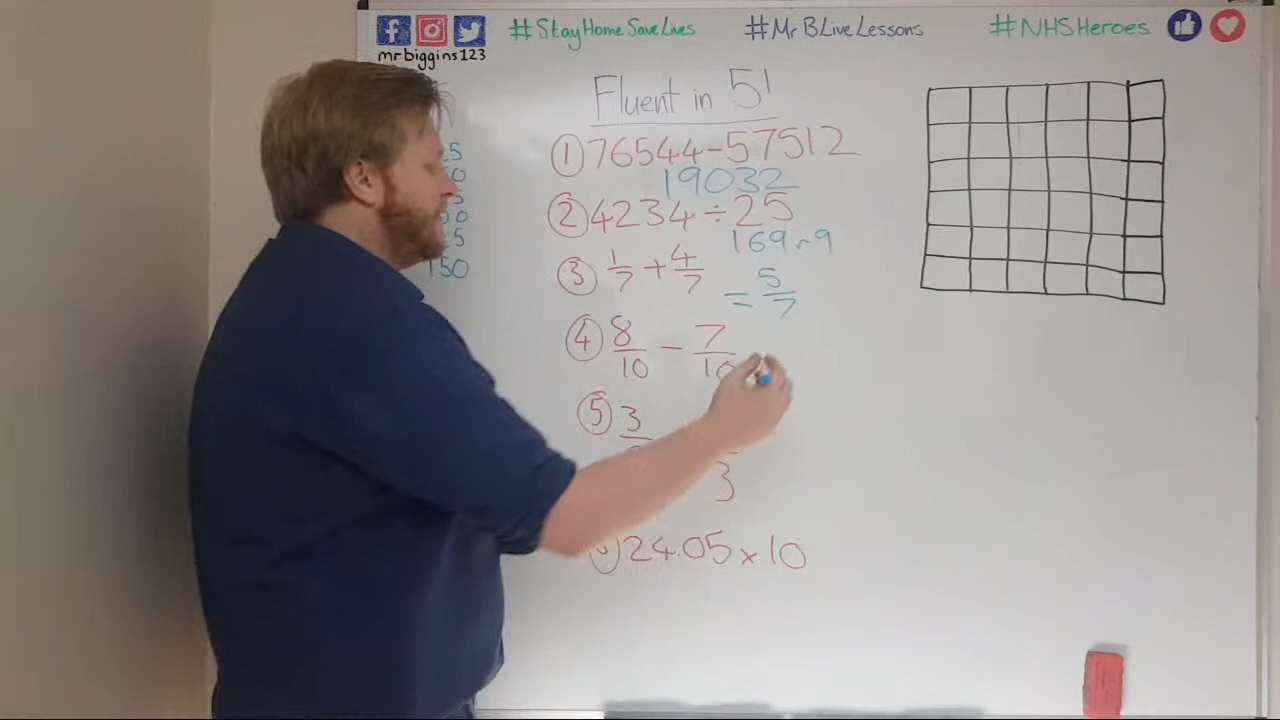 #StayHomeSaveLives #MrBLiveLessons #NHSHeroes
mrbiggins123
Fluent in 5!
① 76544-57512
19032
② 4234÷25
169 r 9
③ 1/7 + 4/7 = 5/7
④ 8/10 - 7/10
⑤ 3
3
24.05×10
150